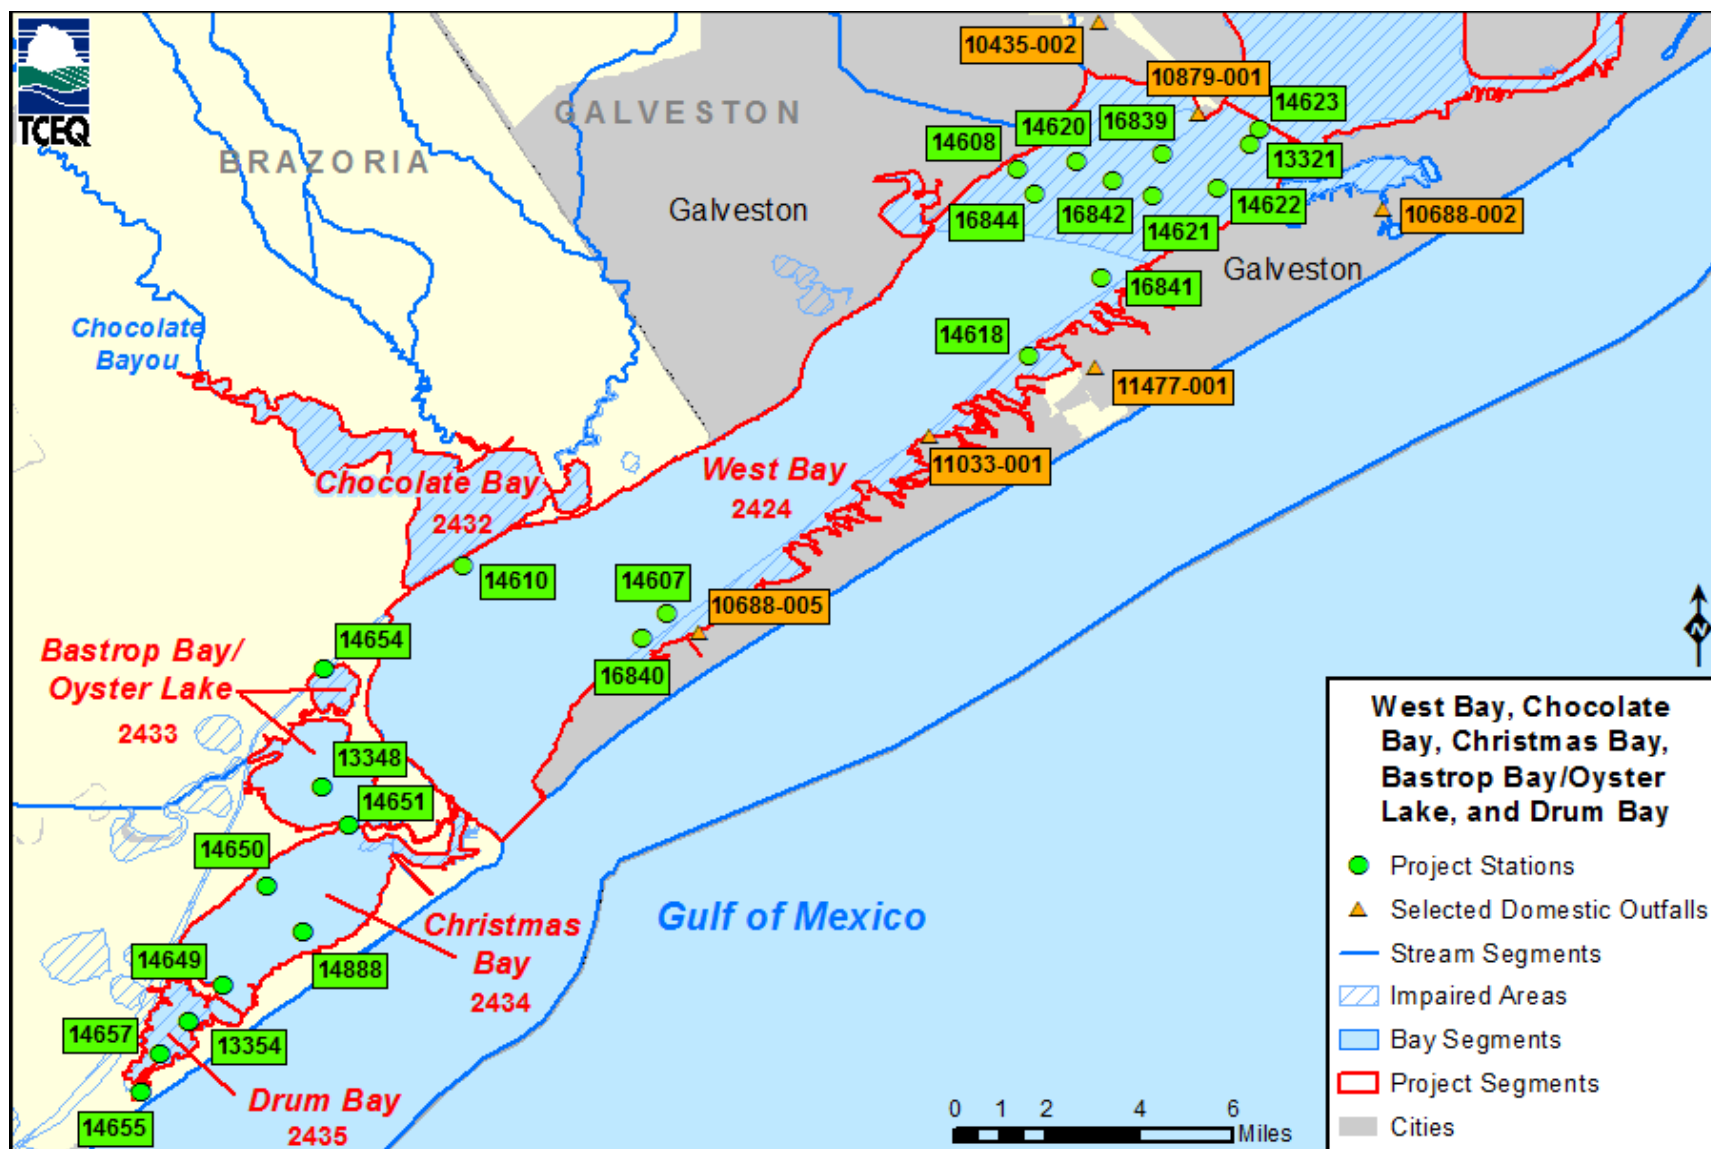 TCEQ
10435-002
10879-001
14623
GALVESTON
14620
16839
14608
BRAZORIA
13321
Galveston
16844
16842
14622
10688-002
14621
Galveston
16841
Chocolate
Bayou
14618
11477-001
West Bay
2424
11033-001
Chocolate Bay
2432
14610
14607
10688-005
Bastrop Bay/
Oyster Lake
2433
14654
16840
N
13348
14651
14650
Gulf of Mexico
Christmas
Bay
2434
14649
14888
14657
13354
Drum Bay
2435
14655
West Bay, Chocolate
Bay, Christmas Bay,
Bastrop Bay/Oyster
Lake, and Drum Bay
Project Stations
Selected Domestic Outfalls
Stream Segments
Impaired Areas
Bay Segments
Project Segments
Cities
0 1 2 4 6
Miles